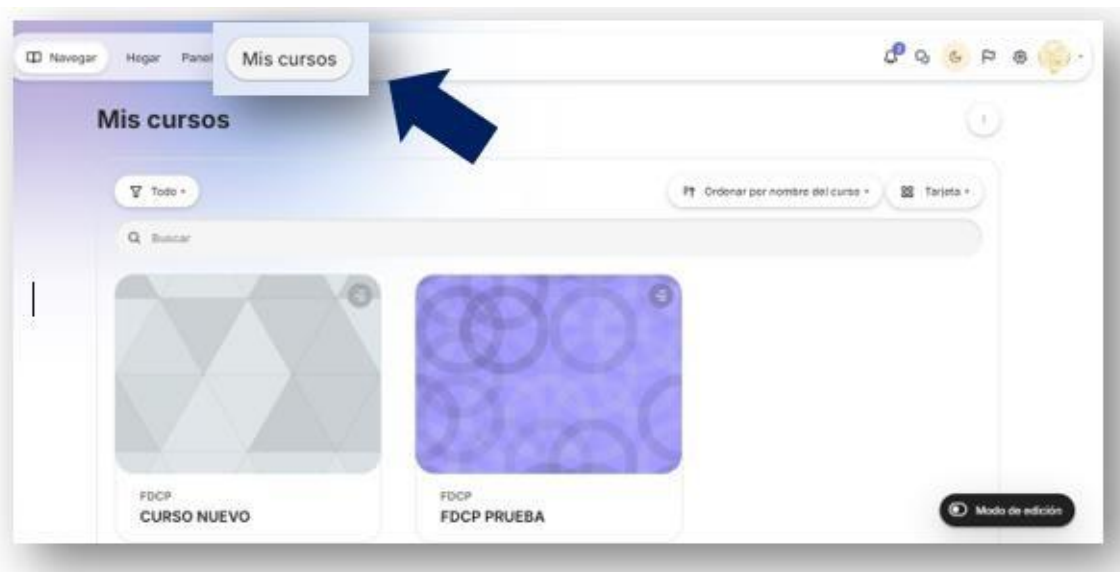 Navegar Hogar Panel Mis cursos
Mis cursos
Todo
Ordenar por nombre del curso Tarjeta
Buscar
FDCP FDCP
CURSO NUEVO FDCP PRUEBA
Modo de edición